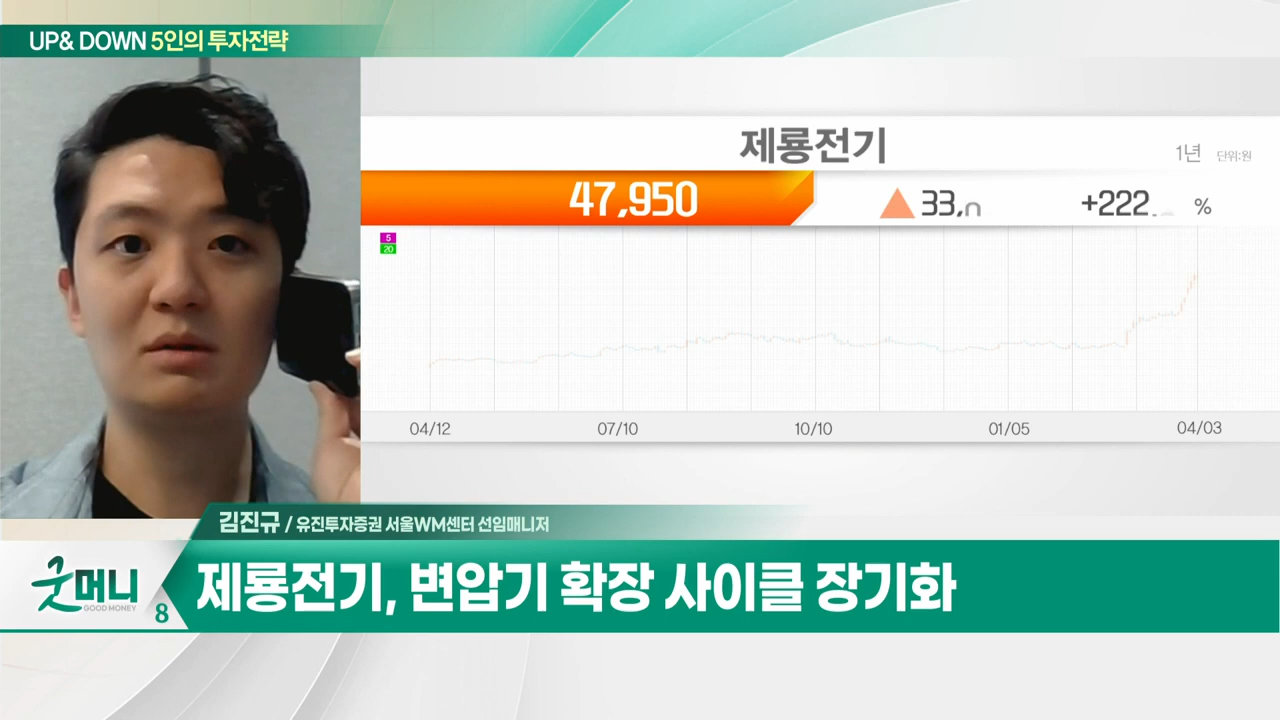 UP& DOWN 5인의 투자전략
제룡전기
1년 단위:원
47,950 ▲ 33, +222. %
5
20
04/12 07/10 10/10 01/05 04/03
김진규 / 유진투자증권 서울WM센터 선임매니저
굿머니
GOOD MONEY
8
제룡전기, 변압기 확장 사이클 장기화